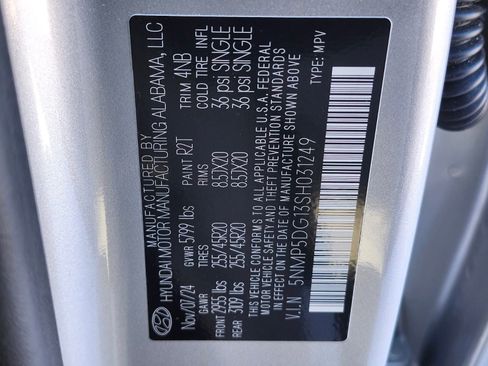 MANUFACTURED BY
HYUNDAI MOTOR MANUFACTURING ALABAMA, LLC
Nov/07/24 GVWR 5799 lbs PAINT R2T TRIM 4NB
GAWR RIMS COLD TIRE INFL
FRONT 2955 lbs 255/45R20 8.5JX20 36 psi SINGLE
REAR 3109 lbs 255/45R20 8.5JX20 36 psi SINGLE
THIS VEHICLE CONFORMS TO ALL APPLICABLE U.S.A. FEDERAL
MOTOR VEHICLE SAFETY AND THEFT PREVENTION STANDARDS
IN EFFECT ON THE DATE OF MANUFACTURE SHOWN ABOVE
V.I.N 5NMP5DG13SH031249 TYPE: MPV